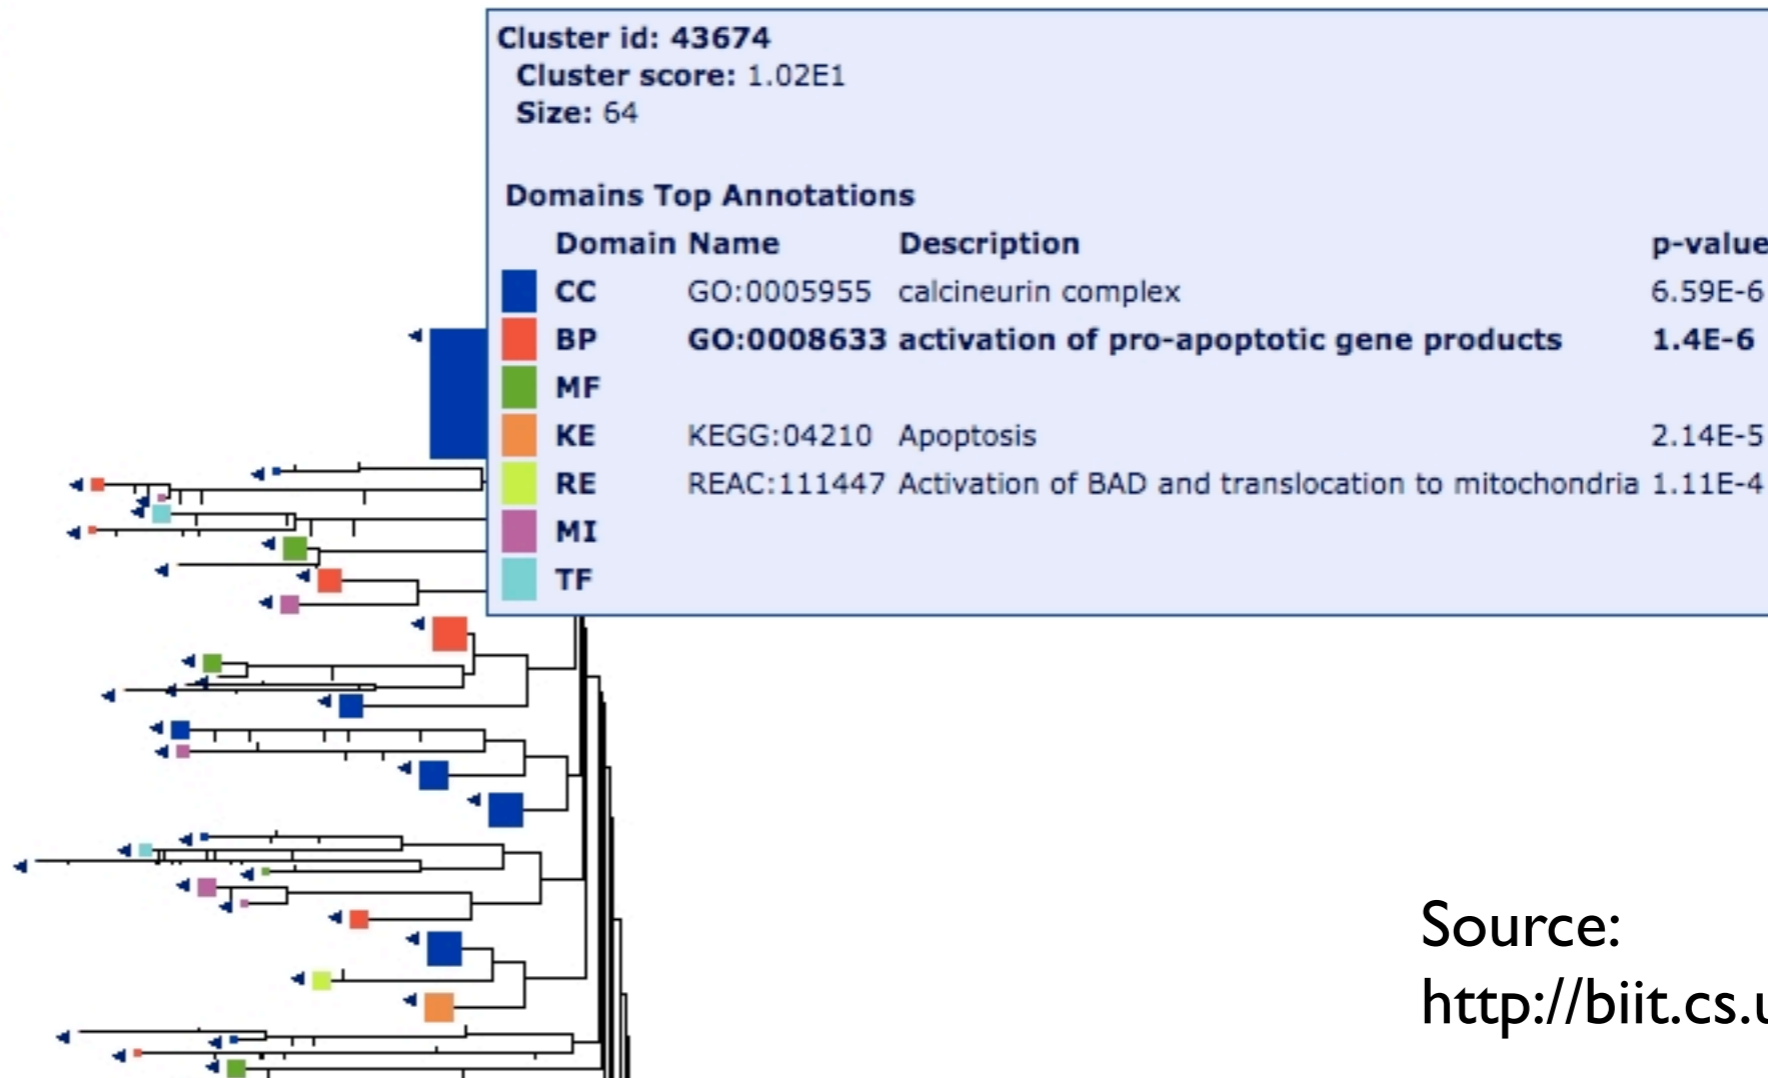 Cluster id: 43674
Cluster score: 1.02E1
Size: 64
Domains Top Annotations
Domain Name Description p-value
CC GO:0005955 calcineurin complex 6.59E-6
BP GO:0008633 activation of pro-apoptotic gene products 1.4E-6
MF
KE KEGG:04210 Apoptosis 2.14E-5
RE REAC:111447 Activation of BAD and translocation to mitochondria 1.11E-4
MI
TF
Source:
http://biit.cs.u